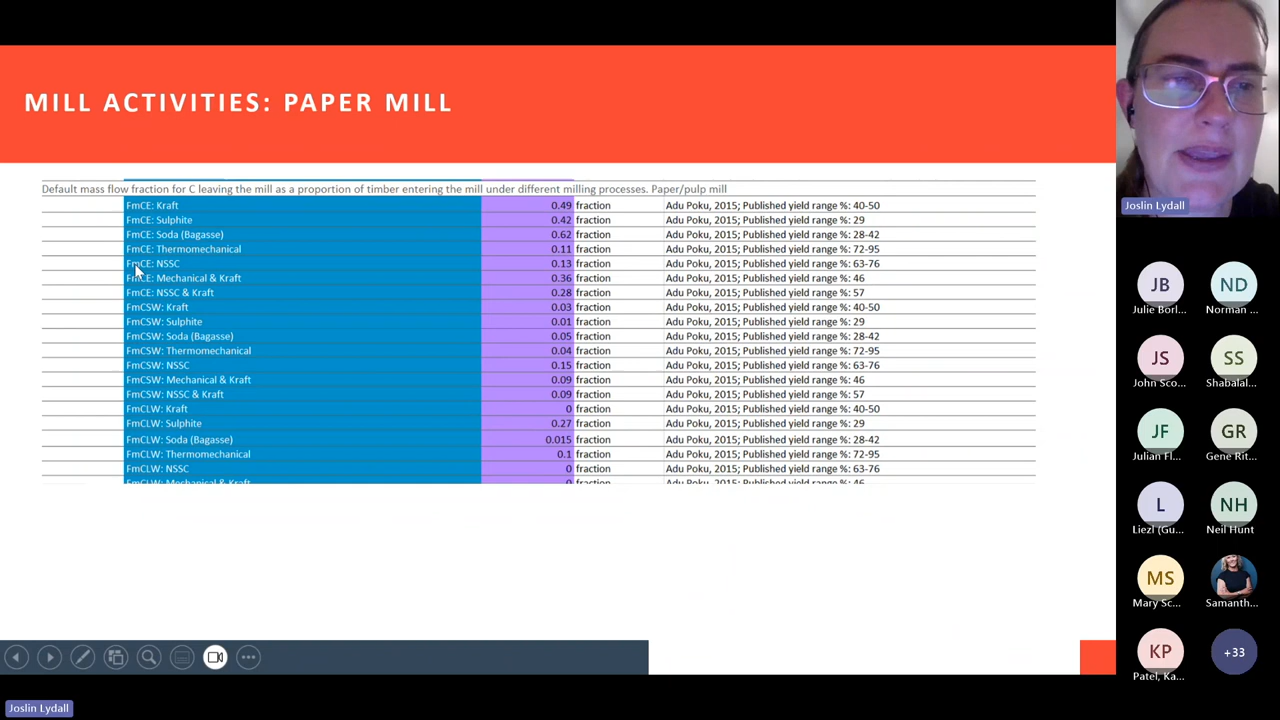 MILL ACTIVITIES: PAPER MILL
Default mass flow fraction for C leaving the mill as a proportion of timber entering the mill under different milling processes. Paper/pulp mill
FmCE: Kraft 0.49 fraction Adu Poku, 2015; Published yield range %: 40-50
FmCE: Sulphite 0.42 fraction Adu Poku, 2015; Published yield range %: 29
FmCE: Soda (Bagasse) 0.62 fraction Adu Poku, 2015; Published yield range %: 28-42
FmCE: Thermomechanical 0.11 fraction Adu Poku, 2015; Published yield range %: 72-95
FmCE: NSSC 0.13 fraction Adu Poku, 2015; Published yield range %: 63-76
FmCE: Mechanical & Kraft 0.36 fraction Adu Poku, 2015; Published yield range %: 46
FmCE: NSSC & Kraft 0.28 fraction Adu Poku, 2015; Published yield range %: 57
FmCSW: Kraft 0.03 fraction Adu Poku, 2015; Published yield range %: 40-50
FmCSW: Sulphite 0.01 fraction Adu Poku, 2015; Published yield range %: 29
FmCSW: Soda (Bagasse) 0.05 fraction Adu Poku, 2015; Published yield range %: 28-42
FmCSW: Thermomechanical 0.04 fraction Adu Poku, 2015; Published yield range %: 72-95
FmCSW: NSSC 0.15 fraction Adu Poku, 2015; Published yield range %: 63-76
FmCSW: Mechanical & Kraft 0.09 fraction Adu Poku, 2015; Published yield range %: 46
FmCSW: NSSC & Kraft 0.09 fraction Adu Poku, 2015; Published yield range %: 57
FmCLW: Kraft 0 fraction Adu Poku, 2015; Published yield range %: 40-50
FmCLW: Sulphite 0.27 fraction Adu Poku, 2015; Published yield range %: 29
FmCLW: Soda (Bagasse) 0.015 fraction Adu Poku, 2015; Published yield range %: 28-42
FmCLW: Thermomechanical 0.1 fraction Adu Poku, 2015; Published yield range %: 72-95
FmCLW: NSSC 0 fraction Adu Poku, 2015; Published yield range %: 63-76
FmCLW: Mechanical & Kraft 0 fraction Adu Poku, 2015; Published yield range %: 46
Joslin Lydall
JB ND
Julie Borl... Norman ...
JS SS
John Sco... Shabalal...
JF GR
Julian Fl... Gene Rit...
L NH
Liezl (Gu... Neil Hunt
MS
Mary Sc... Samanth...
KP +33
Patel, Ka...
Joslin Lydall